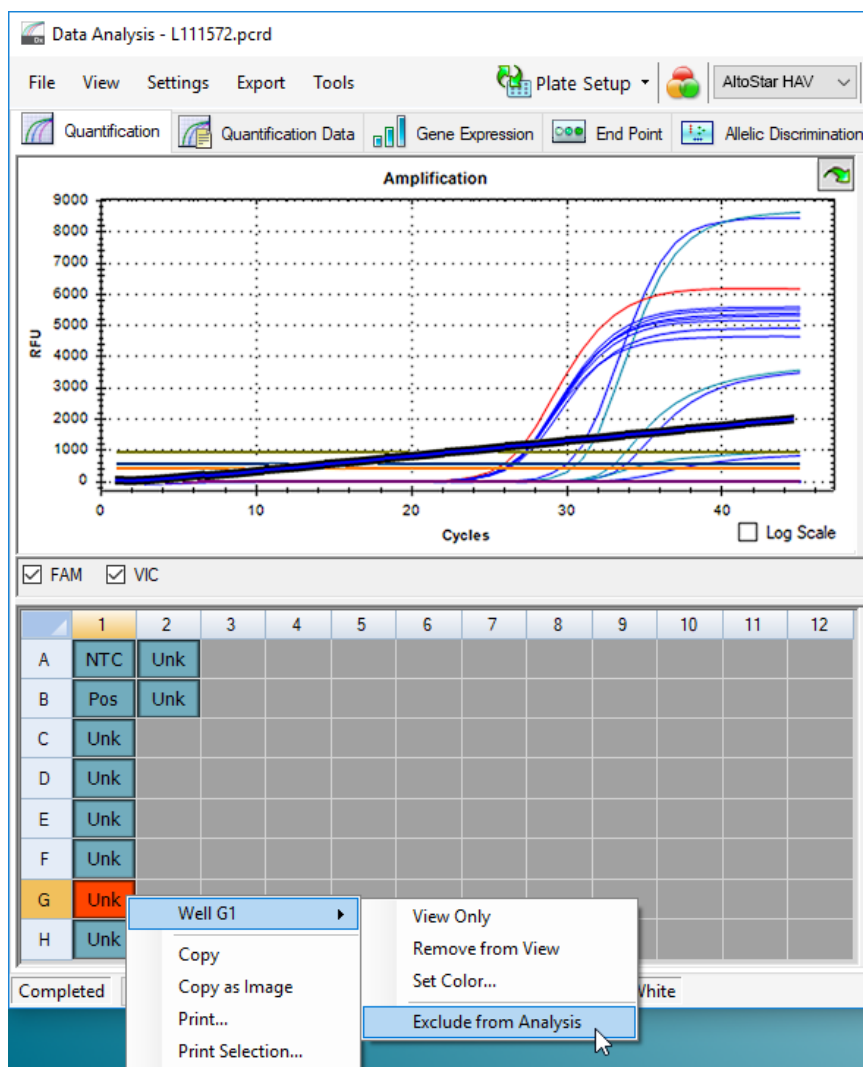 Data Analysis - L111572.pcrd
File View Settings Export Tools Plate Setup AltoStar HAV
Quantification Quantification Data Gene Expression End Point Allelic Discrimination
Amplification
9000
8000
7000
6000
5000
4000
3000
2000
1000
0
RFU
0 10 20 30 40
Cycles
Log Scale
FAM VIC
1 2 3 4 5 6 7 8 9 10 11 12
A NTC Unk
B Pos Unk
C Unk
D Unk
E Unk
F Unk
G Unk
H Unk
Well G1
Copy
Copy as Image
Print...
Print Selection...
View Only
Remove from View
Set Color...
Exclude from Analysis
Completed